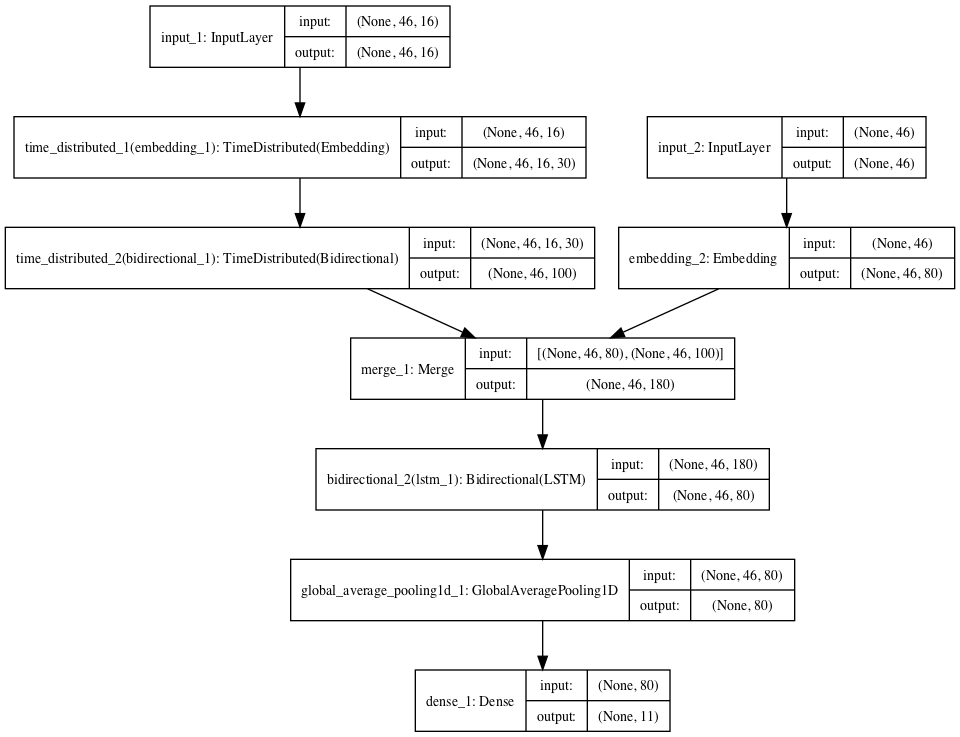 input_1: InputLayer
input: (None, 46, 16)
output: (None, 46, 16)
time_distributed_1(embedding_1): TimeDistributed(Embedding)
input: (None, 46, 16)
output: (None, 46, 16, 30)
input_2: InputLayer
input: (None, 46)
output: (None, 46)
time_distributed_2(bidirectional_1): TimeDistributed(Bidirectional)
input: (None, 46, 16, 30)
output: (None, 46, 100)
embedding_2: Embedding
input: (None, 46)
output: (None, 46, 80)
merge_1: Merge
input: [(None, 46, 80), (None, 46, 100)]
output: (None, 46, 180)
bidirectional_2(lstm_1): Bidirectional(LSTM)
input: (None, 46, 180)
output: (None, 46, 80)
global_average_pooling1d_1: GlobalAveragePooling1D
input: (None, 46, 80)
output: (None, 80)
dense_1: Dense
input: (None, 80)
output: (None, 11)